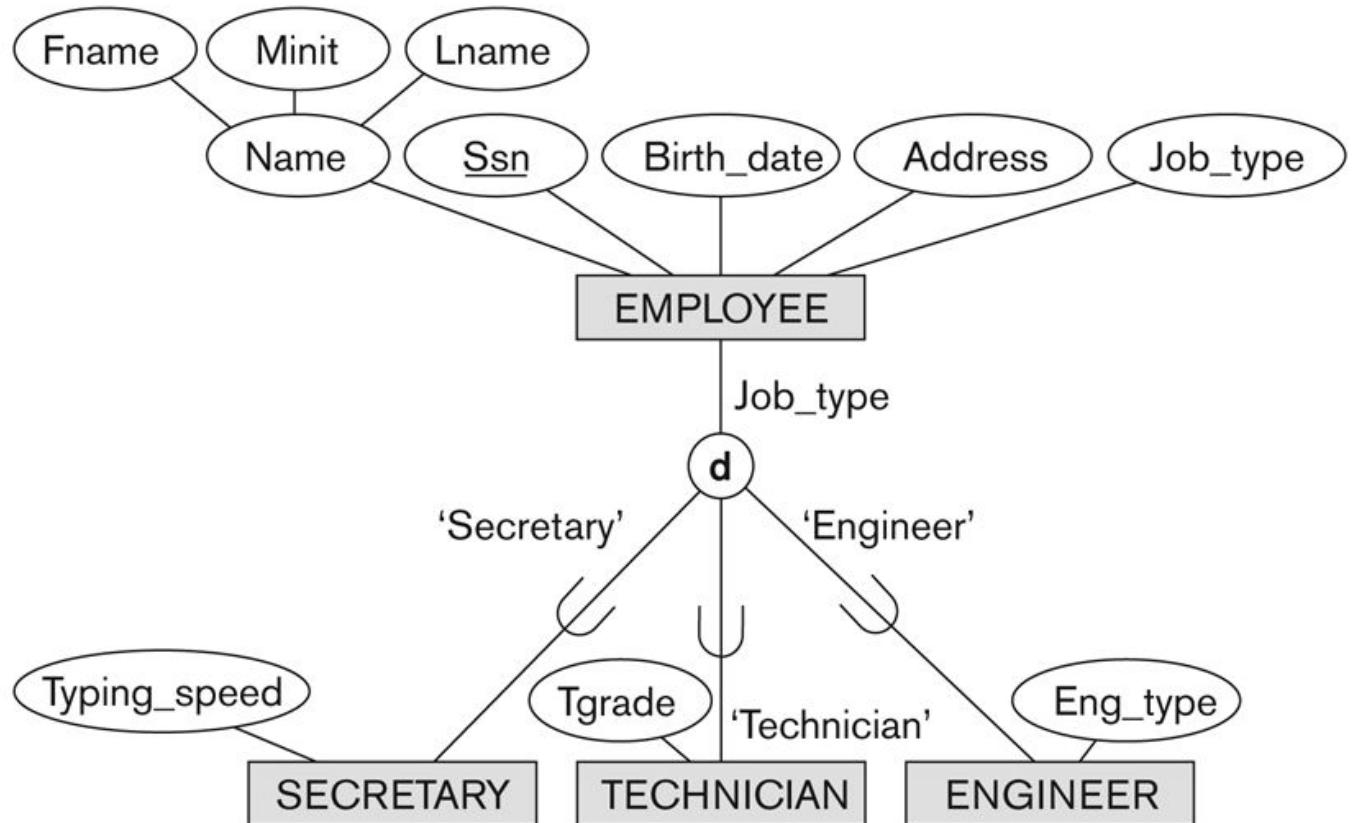 Fname Minit Lname
Name Ssn Birth_date Address Job_type
EMPLOYEE
Job_type
d
‘Secretary’ ‘Engineer’
Typing_speed Tgrade Eng_type
‘Technician’
SECRETARY TECHNICIAN ENGINEER